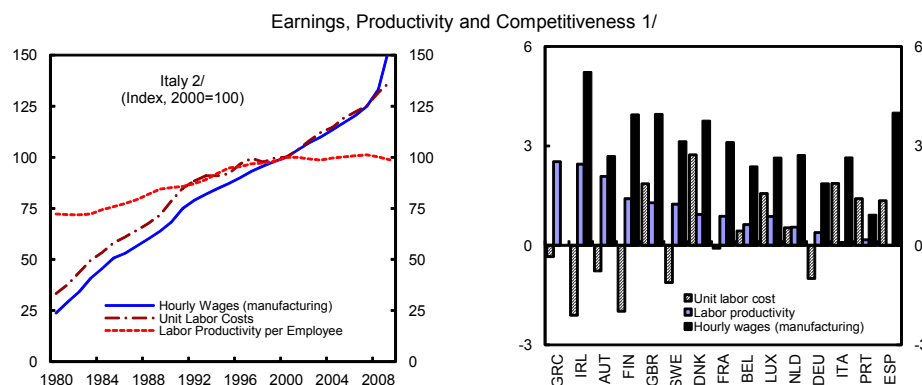 Earnings, Productivity and Competitiveness 1/
150
125
100
75
50
25
0
Italy 2/
(Index, 2000=100)
Hourly Wages (manufacturing)
Unit Labor Costs
Labor Productivity per Employee
150
125
100
75
50
25
0
1980 1984 1988 1992 1996 2000 2004 2008
6
3
0
-3
Unit labor cost
Labor productivity
Hourly wages (manufacturing)
6
3
0
-3
GRC
IRL
AUT
FIN
GBR
SWE
DNK
FRA
BEL
LUX
NLD
DEU
ITA
PRT
ESP